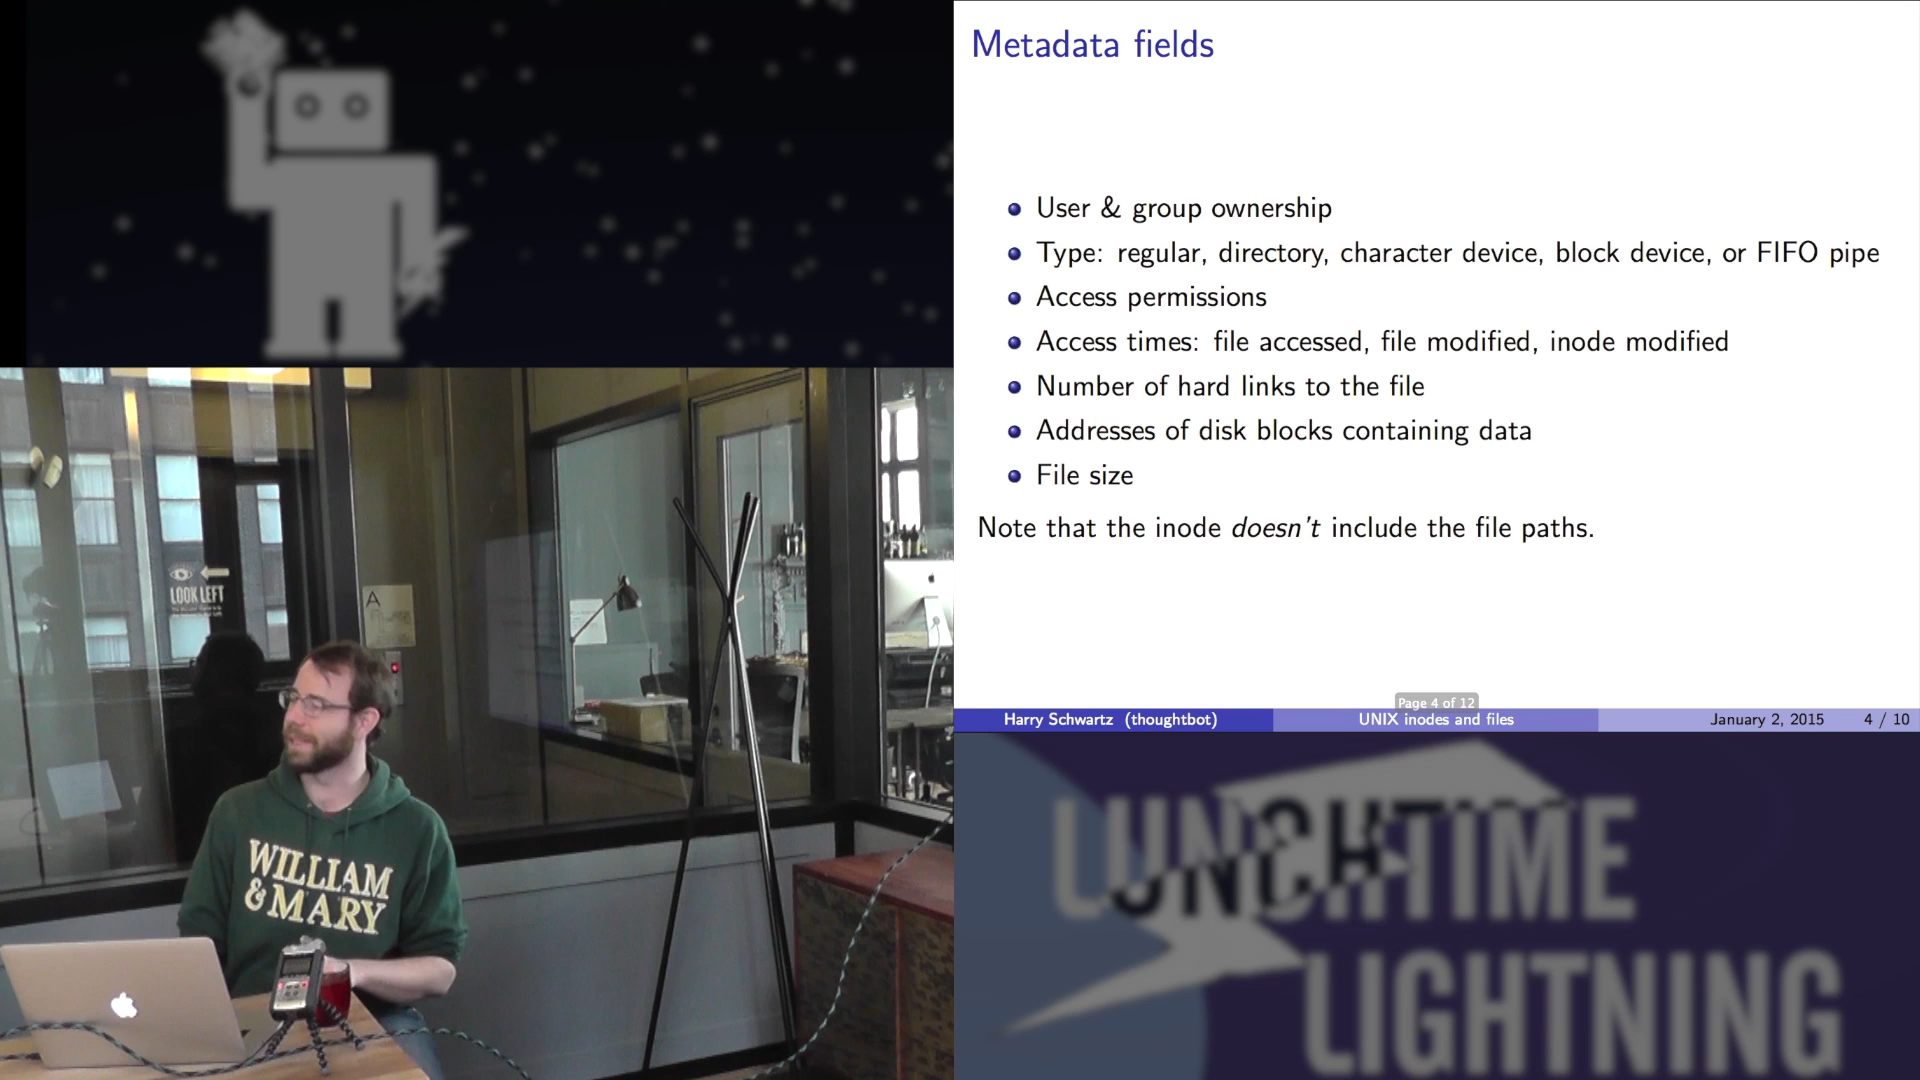 Metadata fields
User & group ownership
Type: regular, directory, character device, block device, or FIFO pipe
Access permissions
Access times: file accessed, file modified, inode modified
Number of hard links to the file
Addresses of disk blocks containing data
File size
Note that the inode doesn't include the file paths.
Page 4 of 12
Harry Schwartz (thoughtbot) UNIX inodes and files January 2, 2015 4 / 10
LOOK LEFT
A
WILLIAM
& MARY
LUNCHTIME
LIGHTNING